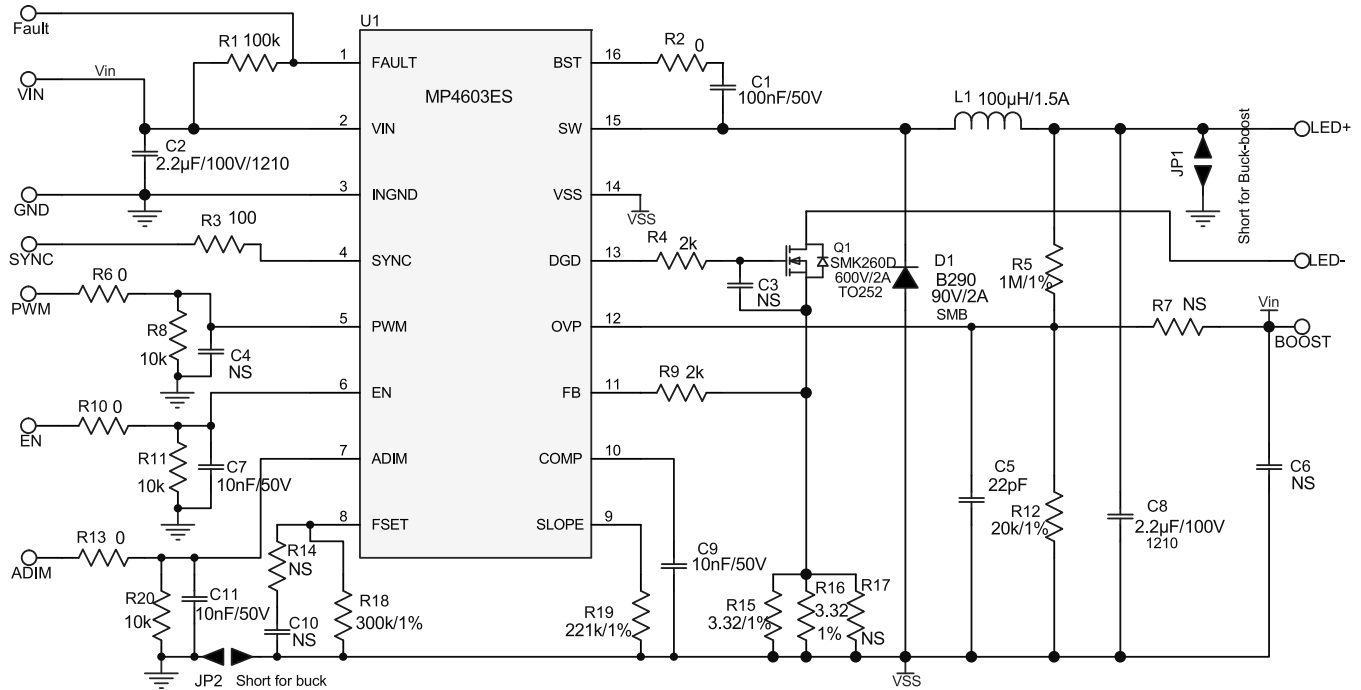 Fault
VIN
Vin
GND
SYNC
PWM
EN
ADIM
R1 100k
C2
2.2µF/100V/1210
R3 100
R6 0
R8
10k
C4
NS
R10 0
R11
10k
C7
10nF/50V
R13 0
R20
10k
C11
10nF/50V
R14
NS
C10
NS
R18
300k/1%
JP2 Short for buck
U1
MP4603ES
1 FAULT
2 VIN
3 INGND
4 SYNC
5 PWM
6 EN
7 ADIM
8 FSET
BST 16
SW 15
VSS 14
DGD 13
OVP 12
FB 11
COMP 10
SLOPE 9
R2 0
C1
100nF/50V
L1 100µH/1.5A
VSS
R4 2k
C3
NS
Q1
SMK260D
600V/2A
TO252
D1
B290
90V/2A
SMB
R5
1M/1%
R7 NS
R9 2k
C5
22pF
R12
20k/1%
C8
2.2µF/100V
1210
C6
NS
C9
10nF/50V
R19
221k/1%
R15
3.32/1%
R16
3.32
1%
R17
NS
VSS
JP1
Short for Buck-boost
LED+
LED-
Vin
BOOST